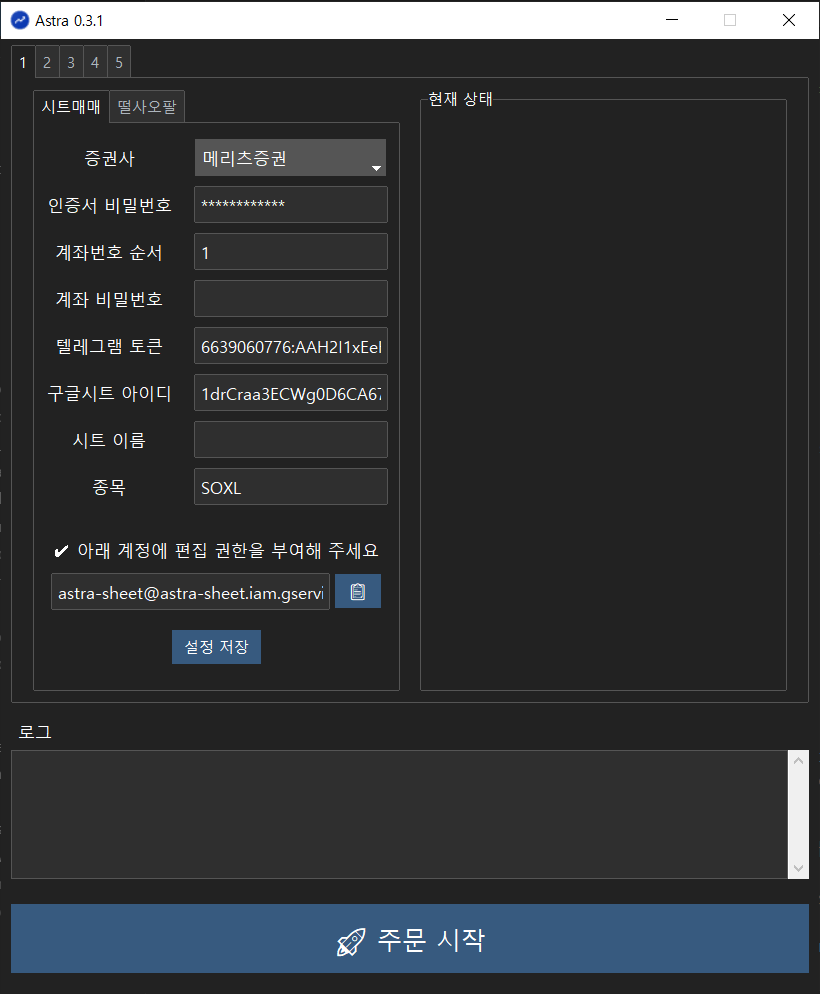 Astra 0.3.1
1 2 3 4 5
시트매매 떨사오팔
현재 상태
증권사 메리츠증권
인증서 비밀번호 ************
계좌번호 순서 1
계좌 비밀번호
텔레그램 토큰
구글시트 아이디
시트 이름
종목 SOXL
✔ 아래 계정에 편집 권한을 부여해 주세요
astra-sheet@astra-sheet.iam.gservi
설정 저장
로그
주문 시작